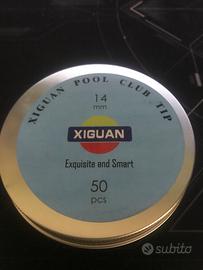 XIGUAN POOL CLUB TIP
14
mm
XIGUAN
Exquisite and Smart
50
pcs
subito